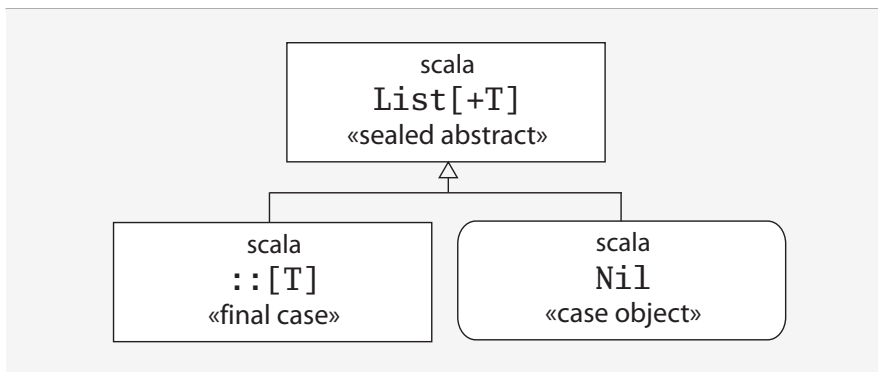 scala
List[+T]
«sealed abstract»
scala
::[T]
«final case»
scala
Nil
«case object»